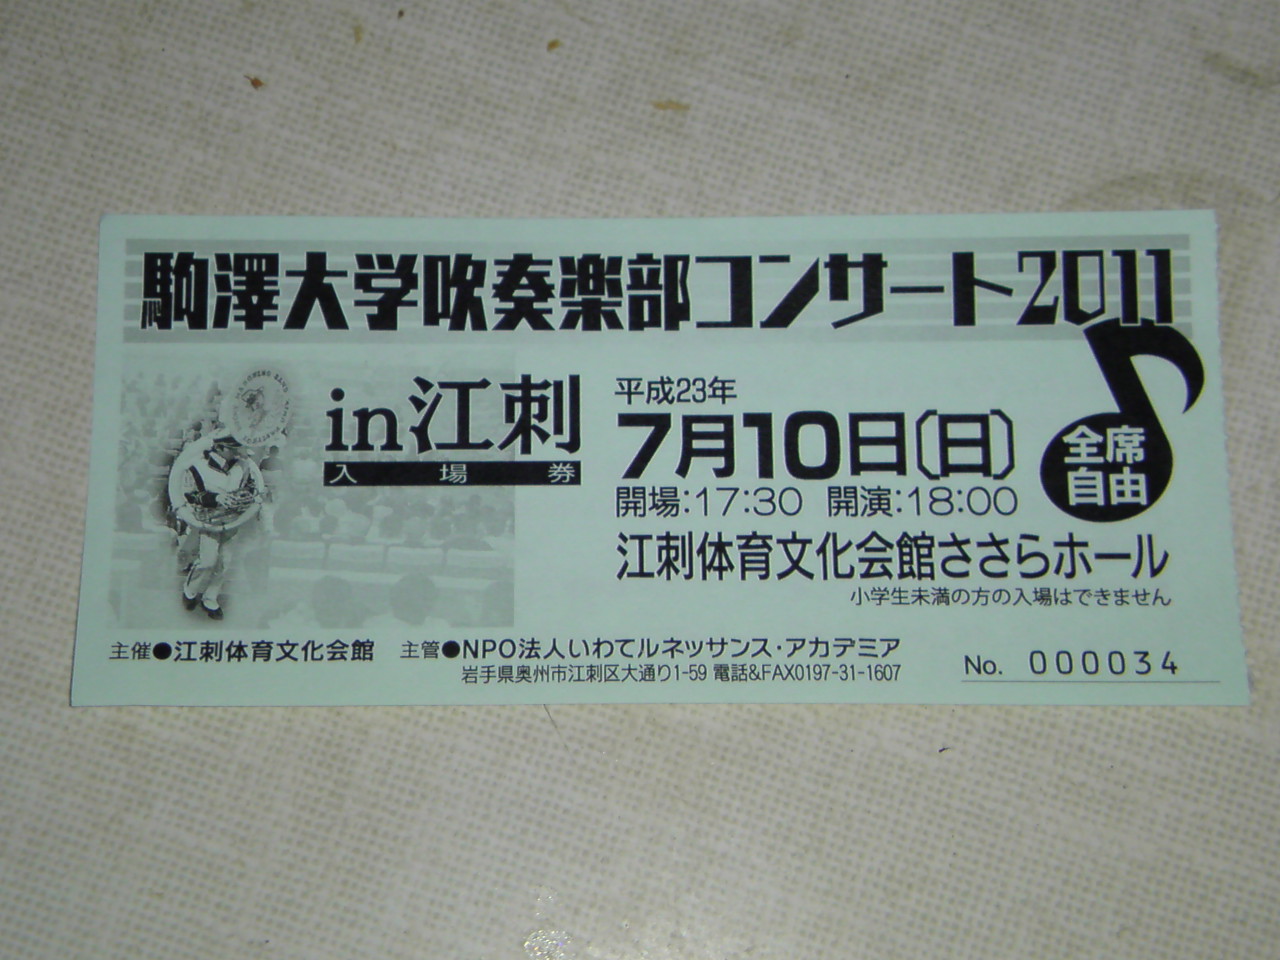 駒澤大学吹奏楽部コンサート2011
in江刺
入場券
平成23年
7月10日(日)
開場:17:30 開演:18:00
全席
自由
江刺体育文化会館ささらホール
小学生未満の方の入場はできません
主催●江刺体育文化会館 主管●NPO法人いわてルネッサンス・アカデミア
岩手県奥州市江刺区大通り1-59 電話&FAX0197-31-1607
No. 000034